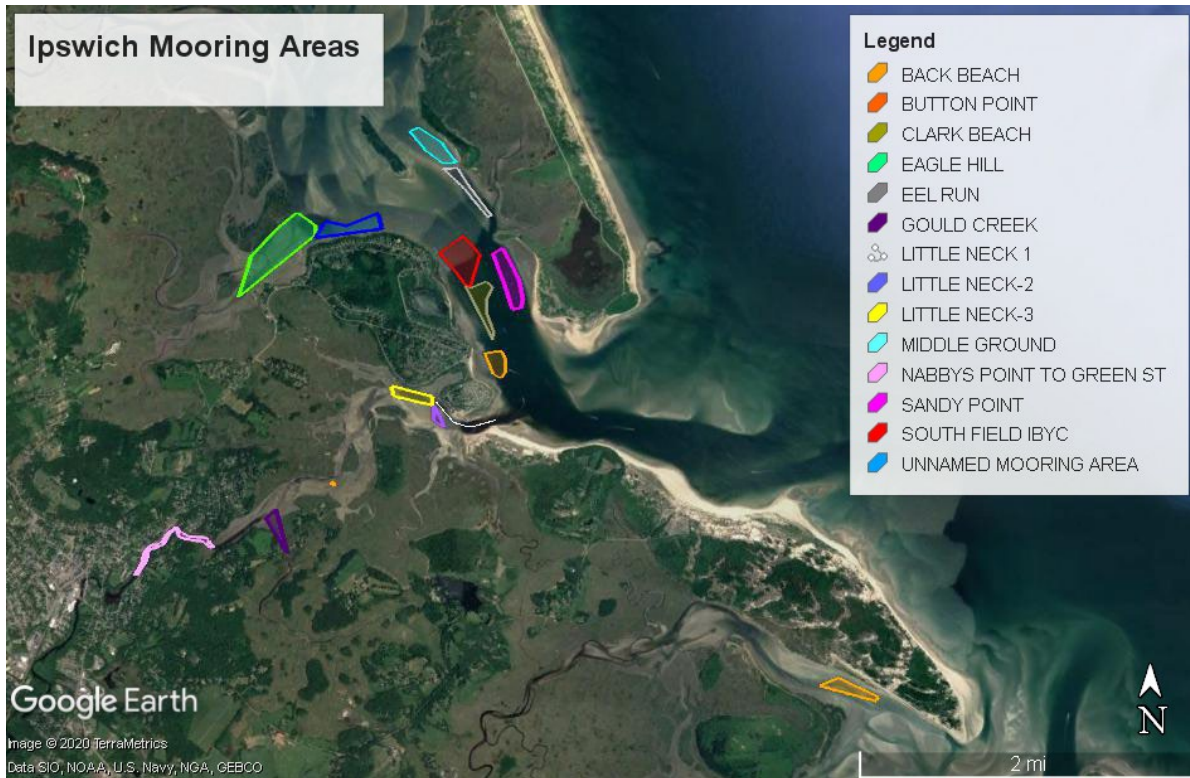 Ipswich Mooring Areas
Legend
BACK BEACH
BUTTON POINT
CLARK BEACH
EAGLE HILL
EEL RUN
GOULD CREEK
LITTLE NECK 1
LITTLE NECK-2
LITTLE NECK-3
MIDDLE GROUND
NABBYS POINT TO GREEN ST
SANDY POINT
SOUTH FIELD IBYC
UNNAMED MOORING AREA
Google Earth
Image © 2020 TerraMetrics
Data SIO, NOAA, U.S. Navy, NGA, GEBCO
N
2 mi